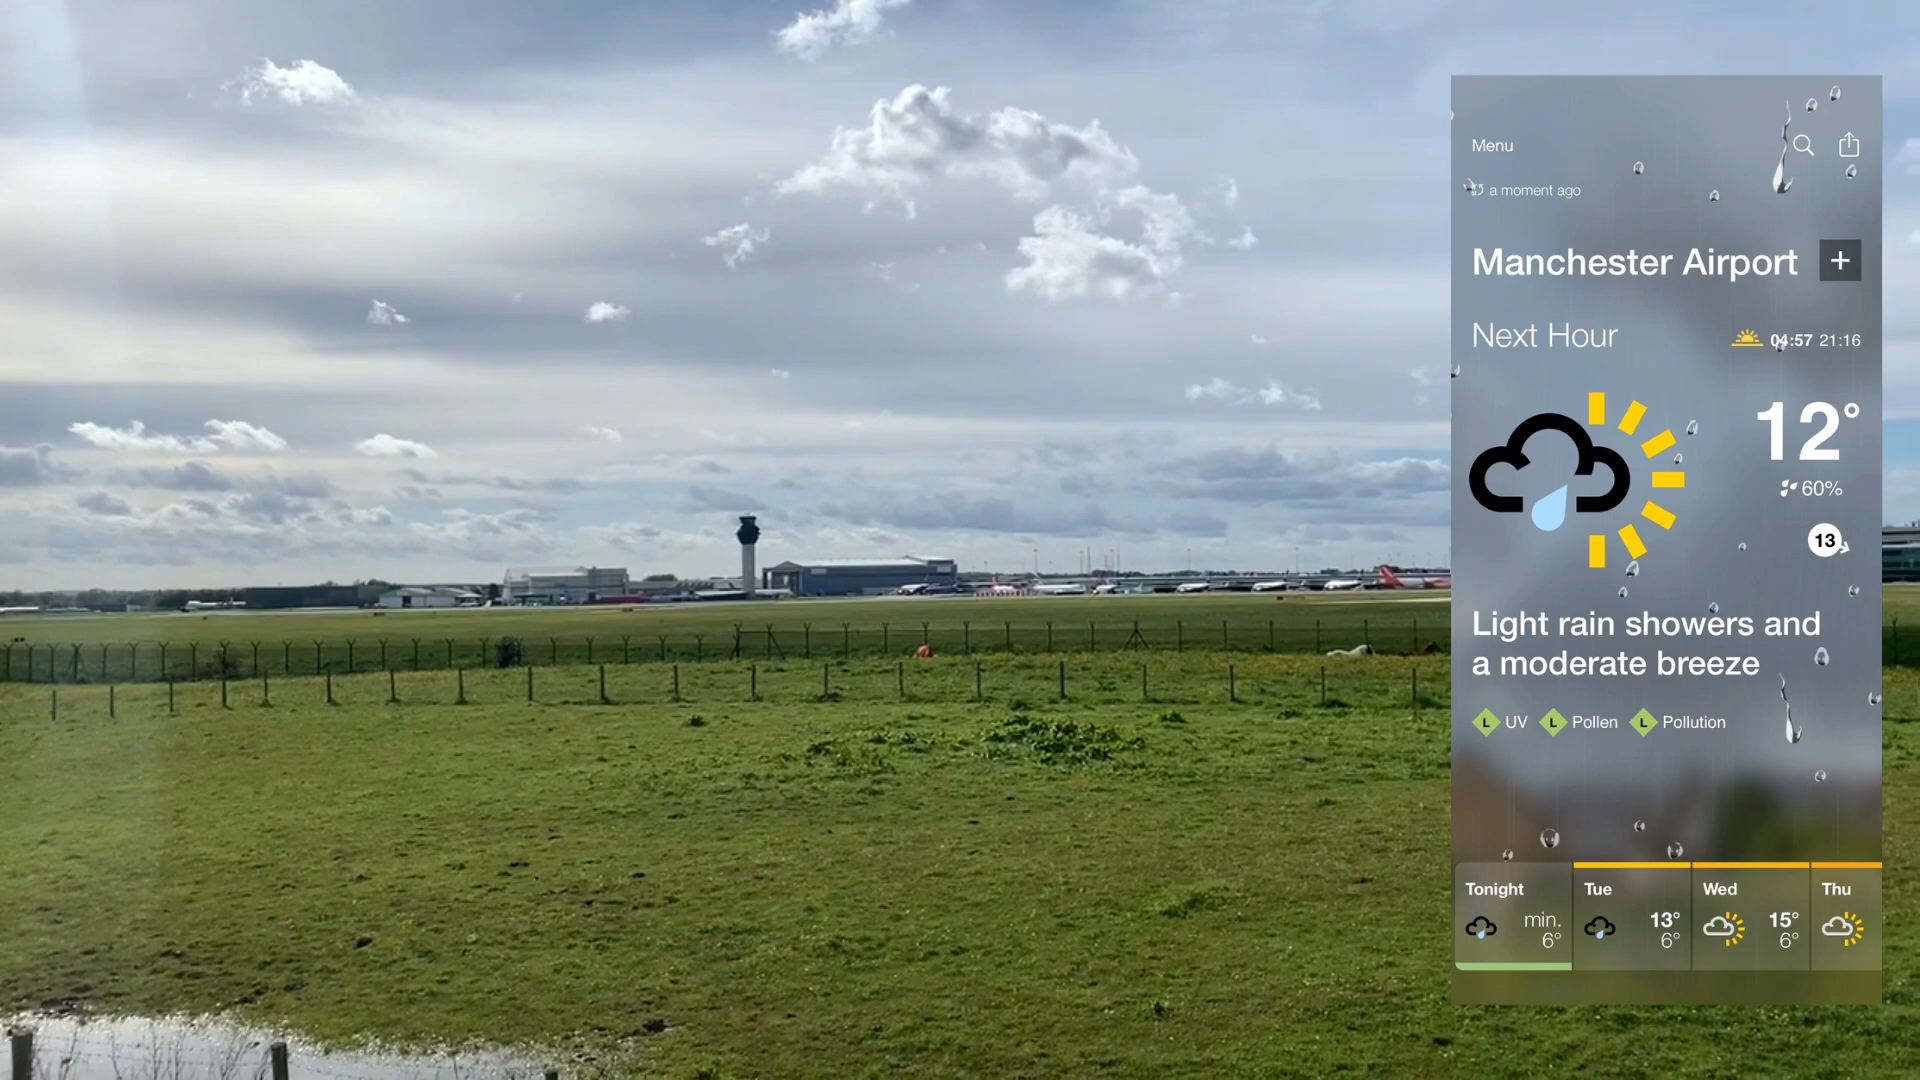 Menu
a moment ago
Manchester Airport +
Next Hour
04:57 21:16
12°
60%
13
Light rain showers and
a moderate breeze
L UV L Pollen L Pollution
Tonight
min.
6°
Tue
13°
6°
Wed
15°
6°
Thu